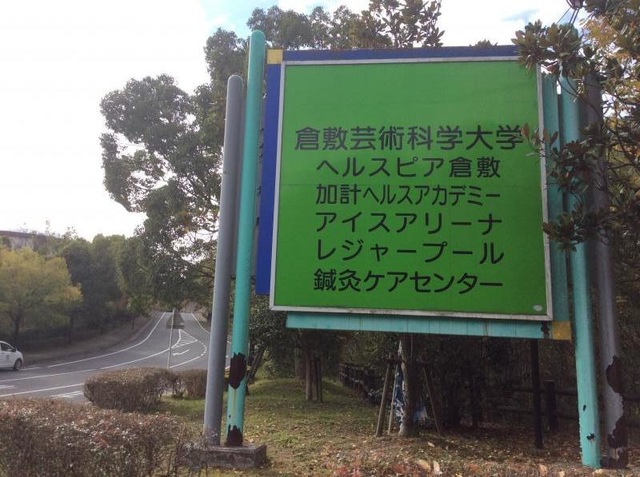 倉敷芸術科学大学
ヘルスピア倉敷
加計ヘルスアカデミー
アイスアリーナ
レジャープール
鍼灸ケアセンター